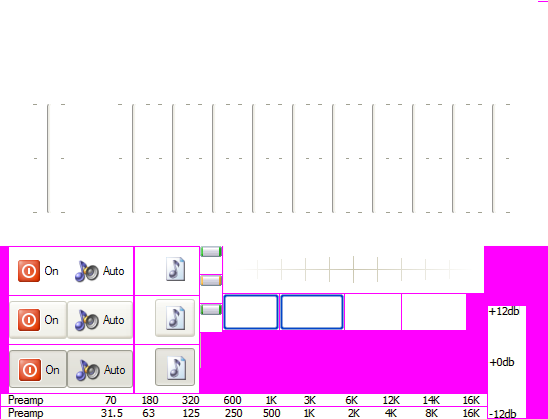 On Auto
On Auto
+12db
On Auto
+0db
Preamp 70 180 320 600 1K 3K 6K 12K 14K 16K
Preamp 31.5 63 125 250 500 1K 2K 4K 8K 16K
-12db